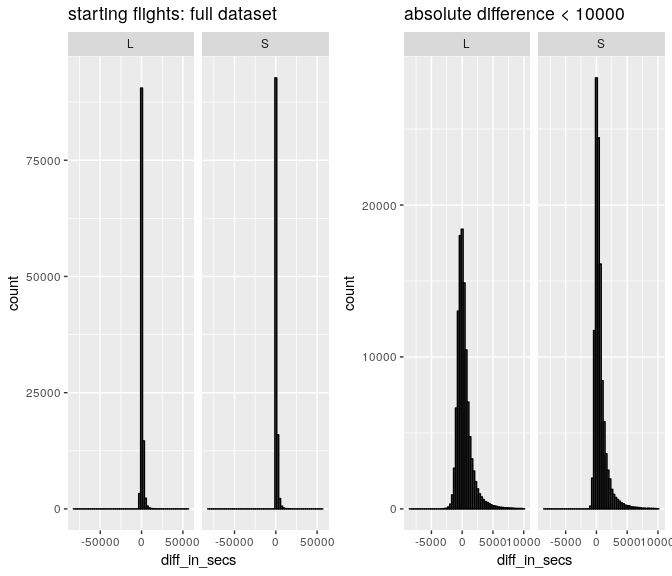 starting flights: full dataset
L S
75000
50000
25000
0
count
-50000 0 50000 -50000 0 50000
diff_in_secs
absolute difference < 10000
L S
20000
10000
0
count
-5000 0 5000 10000 -5000 0 5000 10000
diff_in_secs